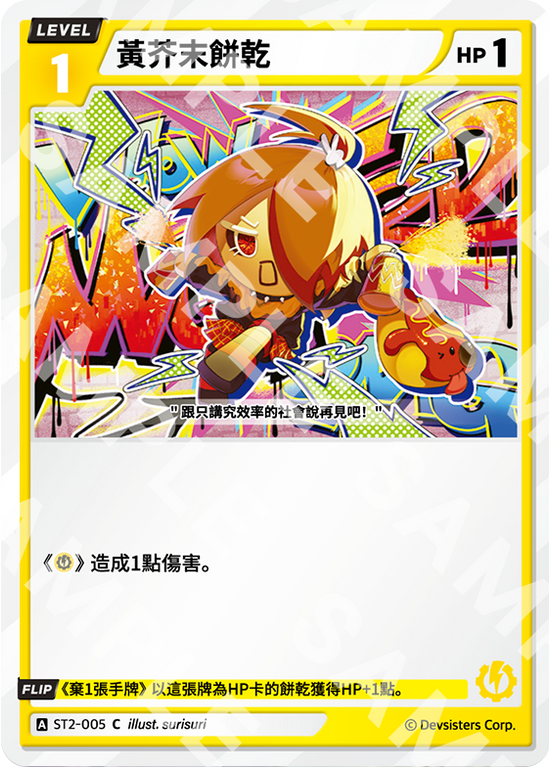 LEVEL
1
黃芥末餅乾
HP 1
"跟只講究效率的社會說再見吧！"
《 》造成1點傷害。
FLIP 《棄1張手牌》以這張牌為HP卡的餅乾獲得HP+1點。
A ST2-005 C illust. surisuri
© Devsisters Corp.
SAMPLE